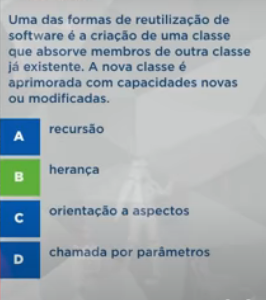 Uma das formas de reutilização de
software é a criação de uma classe
que absorve membros de outra classe
já existente. A nova classe é
aprimorada com capacidades novas
ou modificadas.
A recursão
B herança
C orientação a aspectos
D chamada por parâmetros